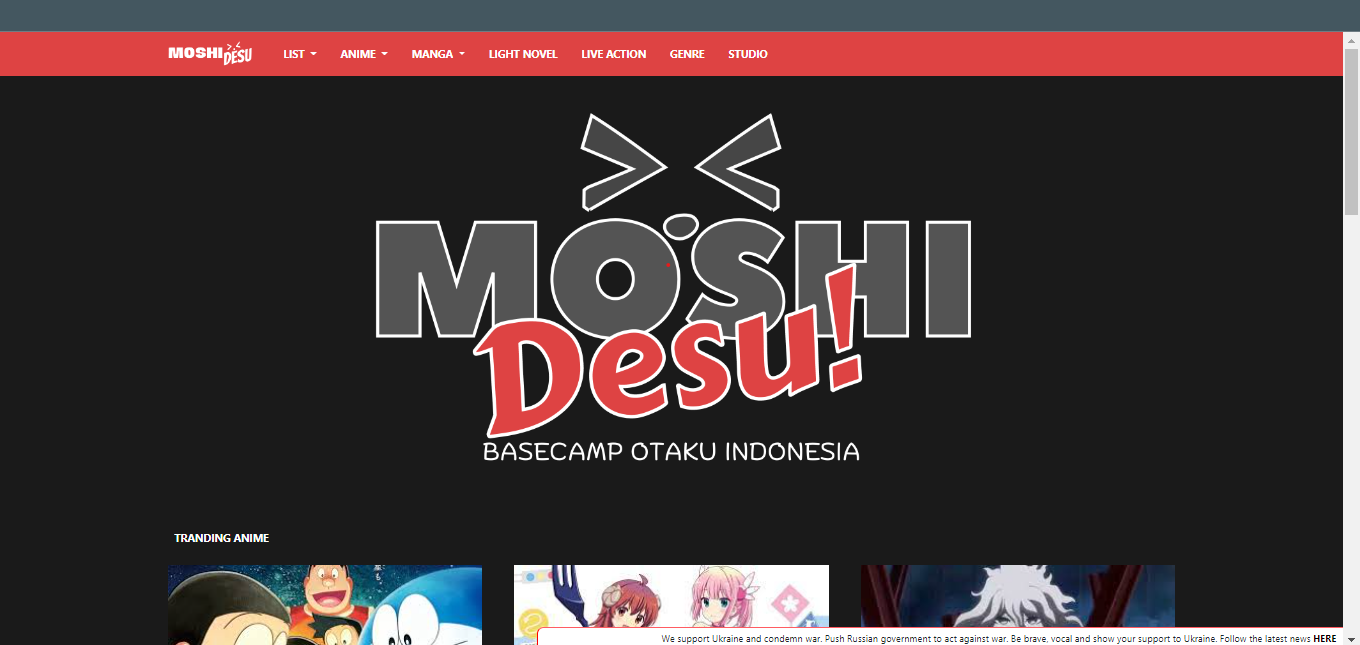 MOSHI DESU LIST ANIME MANGA LIGHT NOVEL LIVE ACTION GENRE STUDIO
MOSHI
Desu!
BASECAMP OTAKU INDONESIA
TRANDING ANIME
We support Ukraine and condemn war. Push Russian government to act against war. Be brave, vocal and show your support to Ukraine. Follow the latest news HERE